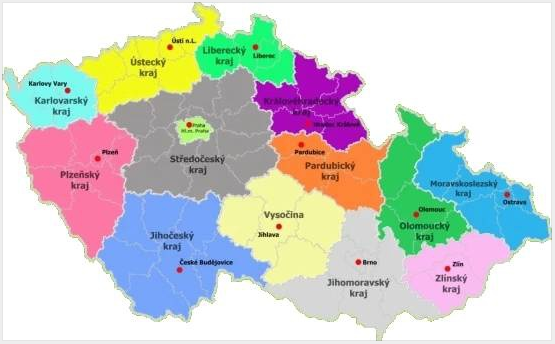 Ústí n.L.
Ústecký
kraj
Liberecký
kraj
Liberec
Karlovy Vary
Karlovarský
kraj
Královéhradecký
kraj
Hradec Králové
Praha
Hl.m. Praha
Plzeň
Plzeňský
kraj
Středočeský
kraj
Pardubice
Pardubický
kraj
Moravskoslezský
kraj
Ostrava
Olomouc
Olomoucký
kraj
Vysočina
Jihlava
Jihočeský
kraj
České Budějovice
Brno
Jihomoravský
kraj
Zlín
Zlínský
kraj